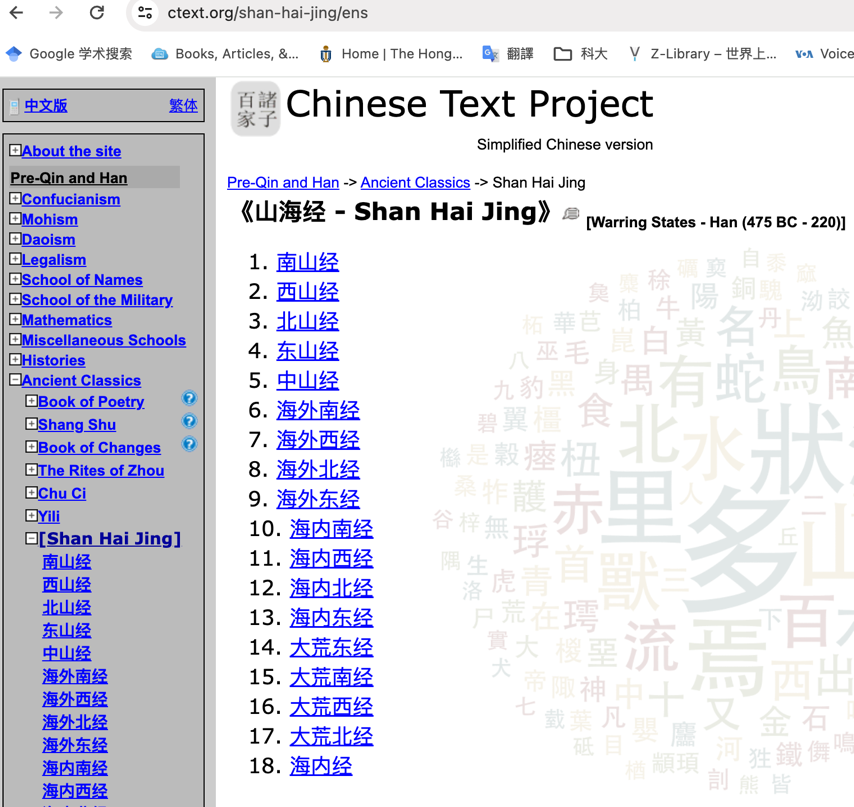 ctext.org/shan-hai-jing/ens
Google 学术搜索 Books, Articles, &... Home | The Hong... 翻譯 科大 Z-Library – 世界上... VOA Voice
中文版 繁体
About the site
Pre-Qin and Han
Confucianism
Mohism
Daoism
Legalism
School of Names
School of the Military
Mathematics
Miscellaneous Schools
Histories
Ancient Classics
Book of Poetry
Shang Shu
Book of Changes
The Rites of Zhou
Chu Ci
Yili
[Shan Hai Jing]
南山经
西山经
北山经
东山经
中山经
海外南经
海外西经
海外北经
海外东经
海内南经
海内西经
諸子
百家
Chinese Text Project
Simplified Chinese version
Pre-Qin and Han -> Ancient Classics -> Shan Hai Jing
《山海经 - Shan Hai Jing》 [Warring States - Han (475 BC - 220)]
1. 南山经
2. 西山经
3. 北山经
4. 东山经
5. 中山经
6. 海外南经
7. 海外西经
8. 海外北经
9. 海外东经
10. 海内南经
11. 海内西经
12. 海内北经
13. 海内东经
14. 大荒东经
15. 大荒南经
16. 大荒西经
17. 大荒北经
18. 海内经